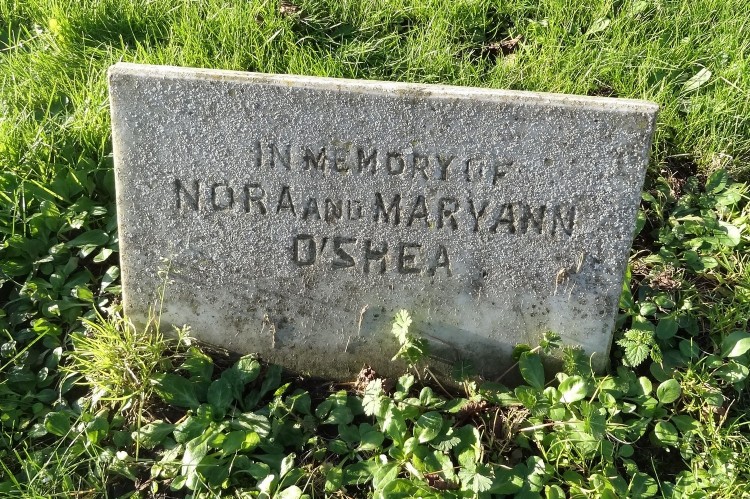 IN MEMORY OF
NORA AND MARYANN
O'SHEA